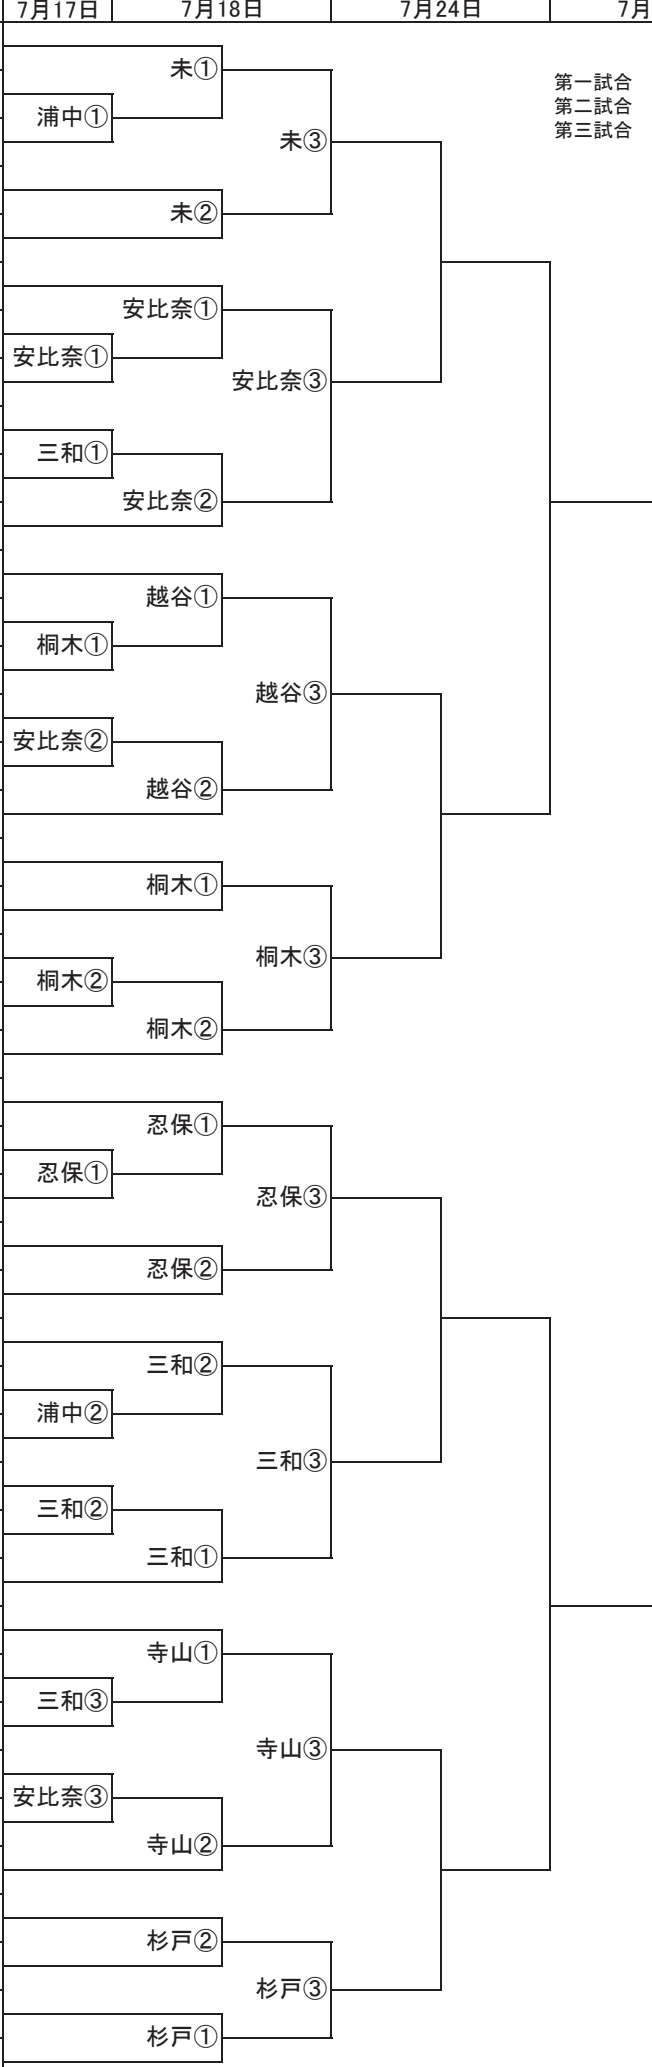 7月17日 7月18日 7月24日 7月
未①
第一試合
第二試合
浦中①
第三試合
未③
未②
安比奈①
安比奈①
安比奈③
三和①
安比奈②
越谷①
桐木①
越谷③
安比奈②
越谷②
桐木①
桐木③
桐木②
桐木②
忍保①
忍保①
忍保③
忍保②
三和②
浦中②
三和③
三和②
三和①
寺山①
三和③
寺山③
安比奈③
寺山②
杉戸②
杉戸③
杉戸①